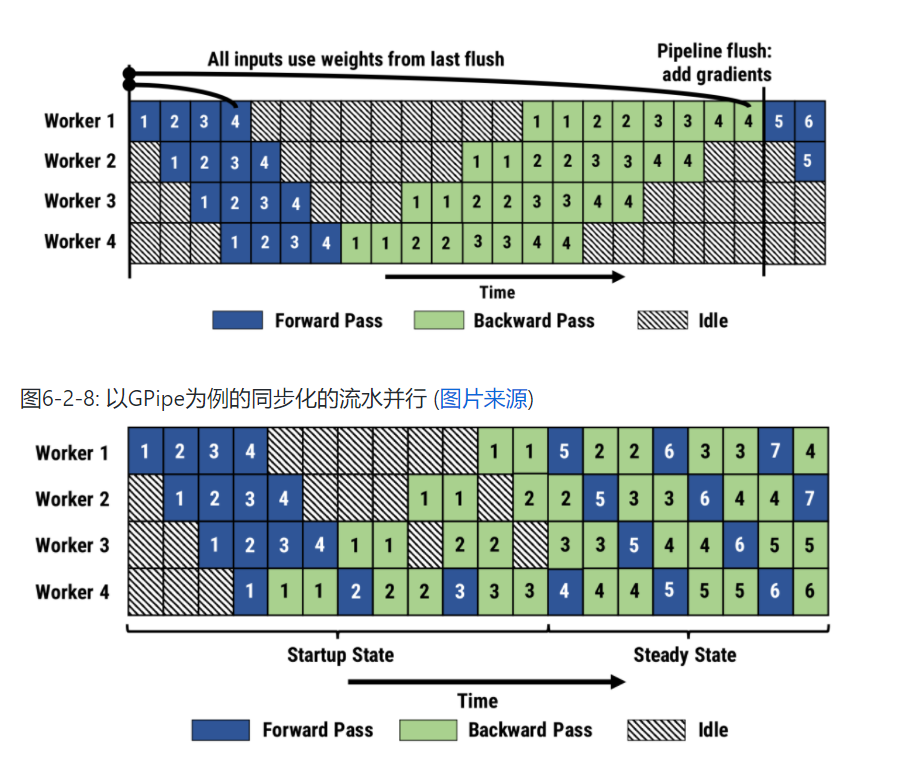 All inputs use weights from last flush
Pipeline flush:
add gradients
Worker 1 1 2 3 4 1 1 2 2 3 3 4 4 5 6
Worker 2 1 2 3 4 1 1 2 2 3 3 4 4 5
Worker 3 1 2 3 4 1 1 2 2 3 3 4 4
Worker 4 1 2 3 4 1 1 2 2 3 3 4 4
Time
Forward Pass Backward Pass Idle
图6-2-8: 以GPipe为例的同步化的流水并行 (图片来源)
Worker 1 1 2 3 4 1 1 5 2 2 6 3 3 7 4
Worker 2 1 2 3 4 1 1 2 2 5 3 3 6 4 4 7
Worker 3 1 2 3 4 1 1 2 2 3 3 5 4 4 6 5 5
Worker 4 1 1 1 2 2 2 3 3 3 4 4 4 5 5 5 6 6
Startup State Steady State
Time
Forward Pass Backward Pass Idle